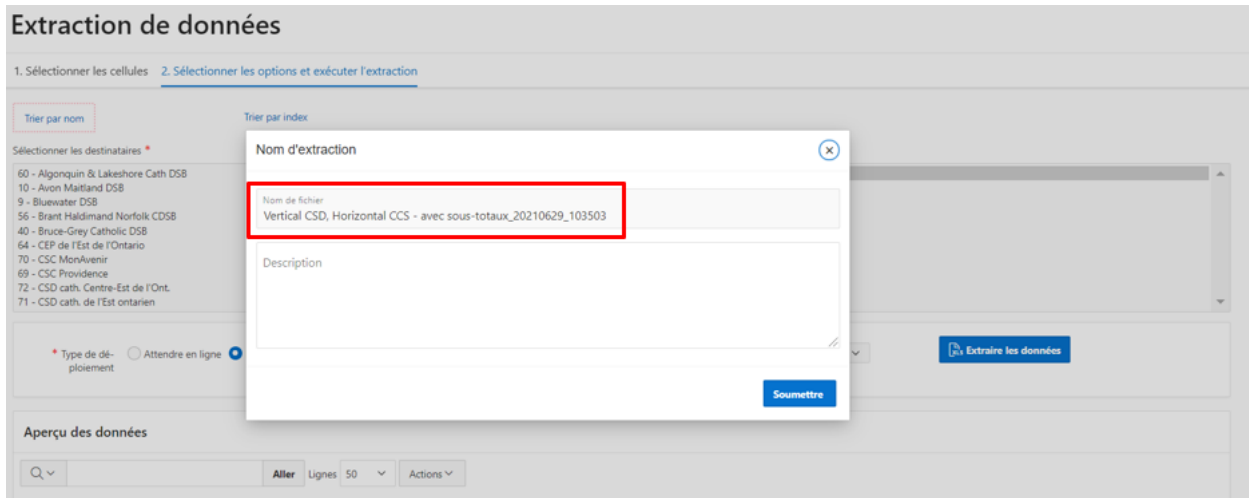 Extraction de données
1. Sélectionner les cellules 2. Sélectionner les options et exécuter l'extraction
Trier par nom
Trier par index
Sélectionner les destinataires *
60 - Algonquin & Lakeshore Cath DSB
10 - Avon Maitland DSB
9 - Bluewater DSB
56 - Brant Haldimand Norfolk CDSB
40 - Bruce-Grey Catholic DSB
64 - CEP de l'Est de l'Ontario
70 - CSC MonAvenir
69 - CSC Providence
72 - CSD cath. Centre-Est de l'Ont.
71 - CSD cath. de l'Est ontarien
Nom d'extraction
Nom de fichier
Vertical CSD, Horizontal CCS - avec sous-totaux_20210629_103503
Description
Soumettre
* Type de dé-
ploiement
Attendre en ligne
Extraire les données
Aperçu des données
Aller Lignes 50 Actions